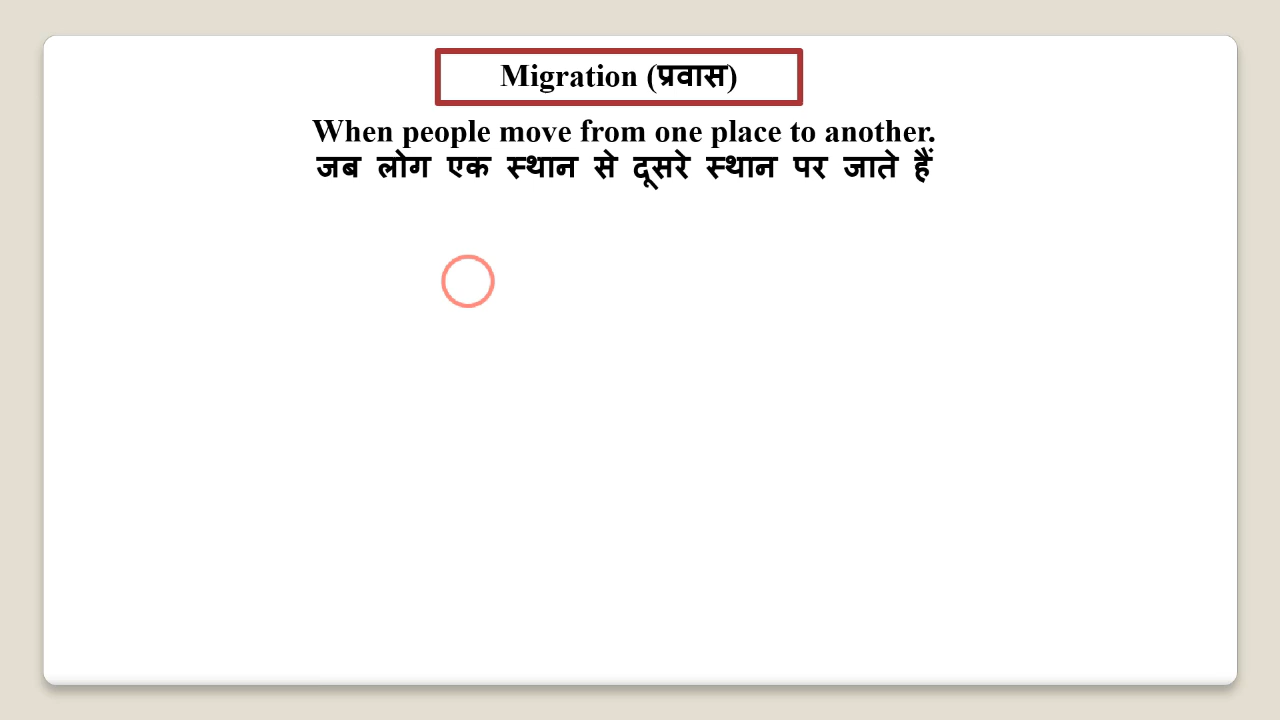 Migration (प्रवास)
When people move from one place to another.
जब लोग एक स्थान से दूसरे स्थान पर जाते हैं